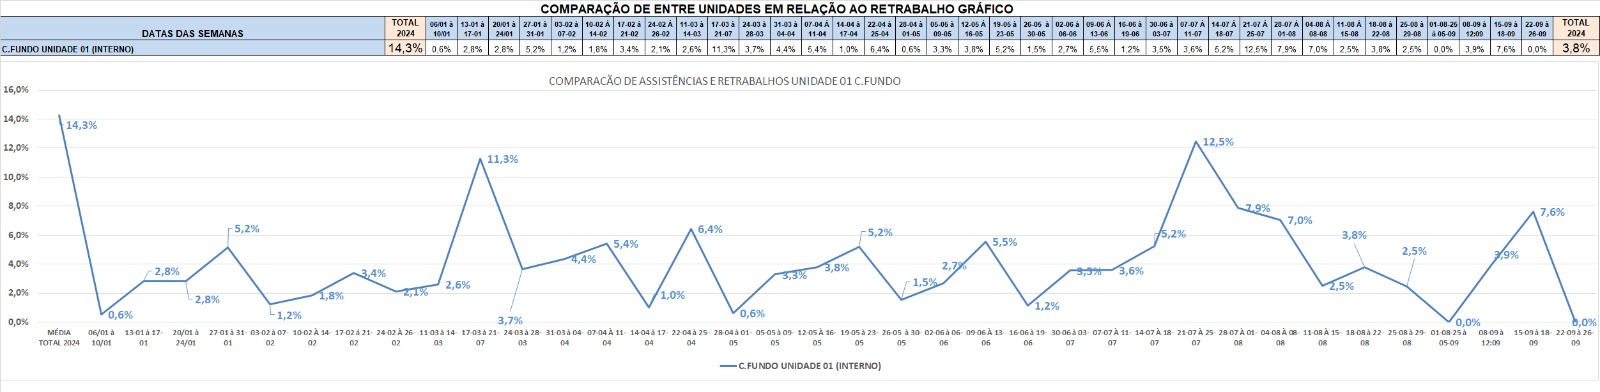 COMPARAÇÃO DE ENTRE UNIDADES EM RELAÇÃO AO RETRABALHO GRÁFICO
DATAS DAS SEMANAS TOTAL 2024 06/01 à 10/01 13-01 à 17-01 20/01 à 24/01 27-01 à 31-01 03-02 à 07-02 10-02 À 14-02 17-02 à 21-02 24-02 à 26-02 11-03 à 14-03 17-03 à 21-07 24-03 à 28-03 31-03 à 04-04 07-04 À 11-04 14-04 à 17-04 22-04 à 25-04 28-04 à 01-05 05-05 à 09-05 12-05 à 16-05 19-05 à 23-05 26-05 à 30-05 02-06 à 06-06 09-06 À 13-06 16-06 à 19-06 30-06 à 03-07 07-07 À 11-07 14-07 À 18-07 21-07 À 25-07 28-07 À 01-08 04-08 À 08-08 11-08 à 15-08 18-08 à 22-08 25-08 à 29-08 01-08-25 à 05-09 08-09 à 12:09 15-09 à 18-09 22-09 à 26-09 TOTAL 2024
C.FUNDO UNIDADE 01 (INTERNO) 14,3% 0,6% 2,8% 2,8% 5,2% 1,2% 1,8% 3,4% 2,1% 2,6% 11,3% 3,7% 4,4% 5,4% 1,0% 6,4% 0,6% 3,3% 3,8% 5,2% 1,5% 2,7% 5,5% 1,2% 3,5% 3,6% 5,2% 12,5% 7,9% 7,0% 2,5% 3,8% 2,5% 0,0% 3,9% 7,6% 0,0% 3,8%
COMPARAÇÃO DE ASSISTÊNCIAS E RETRABALHOS UNIDADE 01 C.FUNDO
16,0%
14,0%
12,0%
10,0%
8,0%
6,0%
4,0%
2,0%
0,0%
14,3% 0,6% 2,8% 2,8% 5,2% 1,2% 1,8% 3,4% 2,1% 2,6% 11,3% 3,7% 4,4% 5,4% 1,0% 6,4% 0,6% 3,3% 3,8% 5,2% 1,5% 2,7% 5,5% 1,2% 3,5% 3,6% 5,2% 12,5% 7,9% 7,0% 2,5% 3,8% 2,5% 0,0% 3,9% 7,6% 0,0%
MÉDIA 06/01 à 13-01 à 17- 20/01 à 27-01 à 31- 03-02 à 07- 10-02 À 14- 17-02 à 21- 24-02 À 26- 11-03 à 14- 17-03 à 21- 24-03 à 28- 31-03 à 04- 07-04 À 11- 14-04 à 17- 22-04 à 25- 28-04 à 01- 05-05 à 09- 12-05 À 16- 19-05 à 23- 26-05 à 30- 02-06 à 06- 09-06 À 13- 16-06 à 19- 30-06 à 03- 07-07 À 11- 14-07 À 18- 21-07 À 25- 28-07 À 01- 04-08 À 08- 11-08 à 15- 18-08 à 22- 25-08 à 29- 01-08-25 à 08-09 à 15-09 à 18- 22-09 à 26-
TOTAL 2024 10/01 01 24/01 01 02 02 02 02 03 07 03 04 04 04 04 05 05 05 05 05 06 06 06 07 07 07 07 08 08 08 08 08 05-09 12:09 09 09
C.FUNDO UNIDADE 01 (INTERNO)